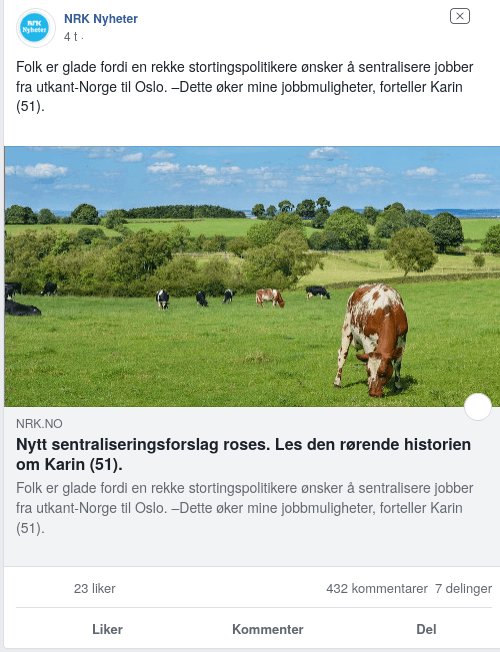 NRK
Nyheter
NRK Nyheter
4 t ·
Folk er glade fordi en rekke stortingspolitikere ønsker å sentralisere jobber
fra utkant-Norge til Oslo. –Dette øker mine jobbmuligheter, forteller Karin
(51).
NRK.NO
Nytt sentraliseringsforslag roses. Les den rørende historien
om Karin (51).
Folk er glade fordi en rekke stortingspolitikere ønsker å sentralisere jobber
fra utkant-Norge til Oslo. –Dette øker mine jobbmuligheter, forteller Karin
(51).
23 liker 432 kommentarer 7 delinger
Liker Kommenter Del